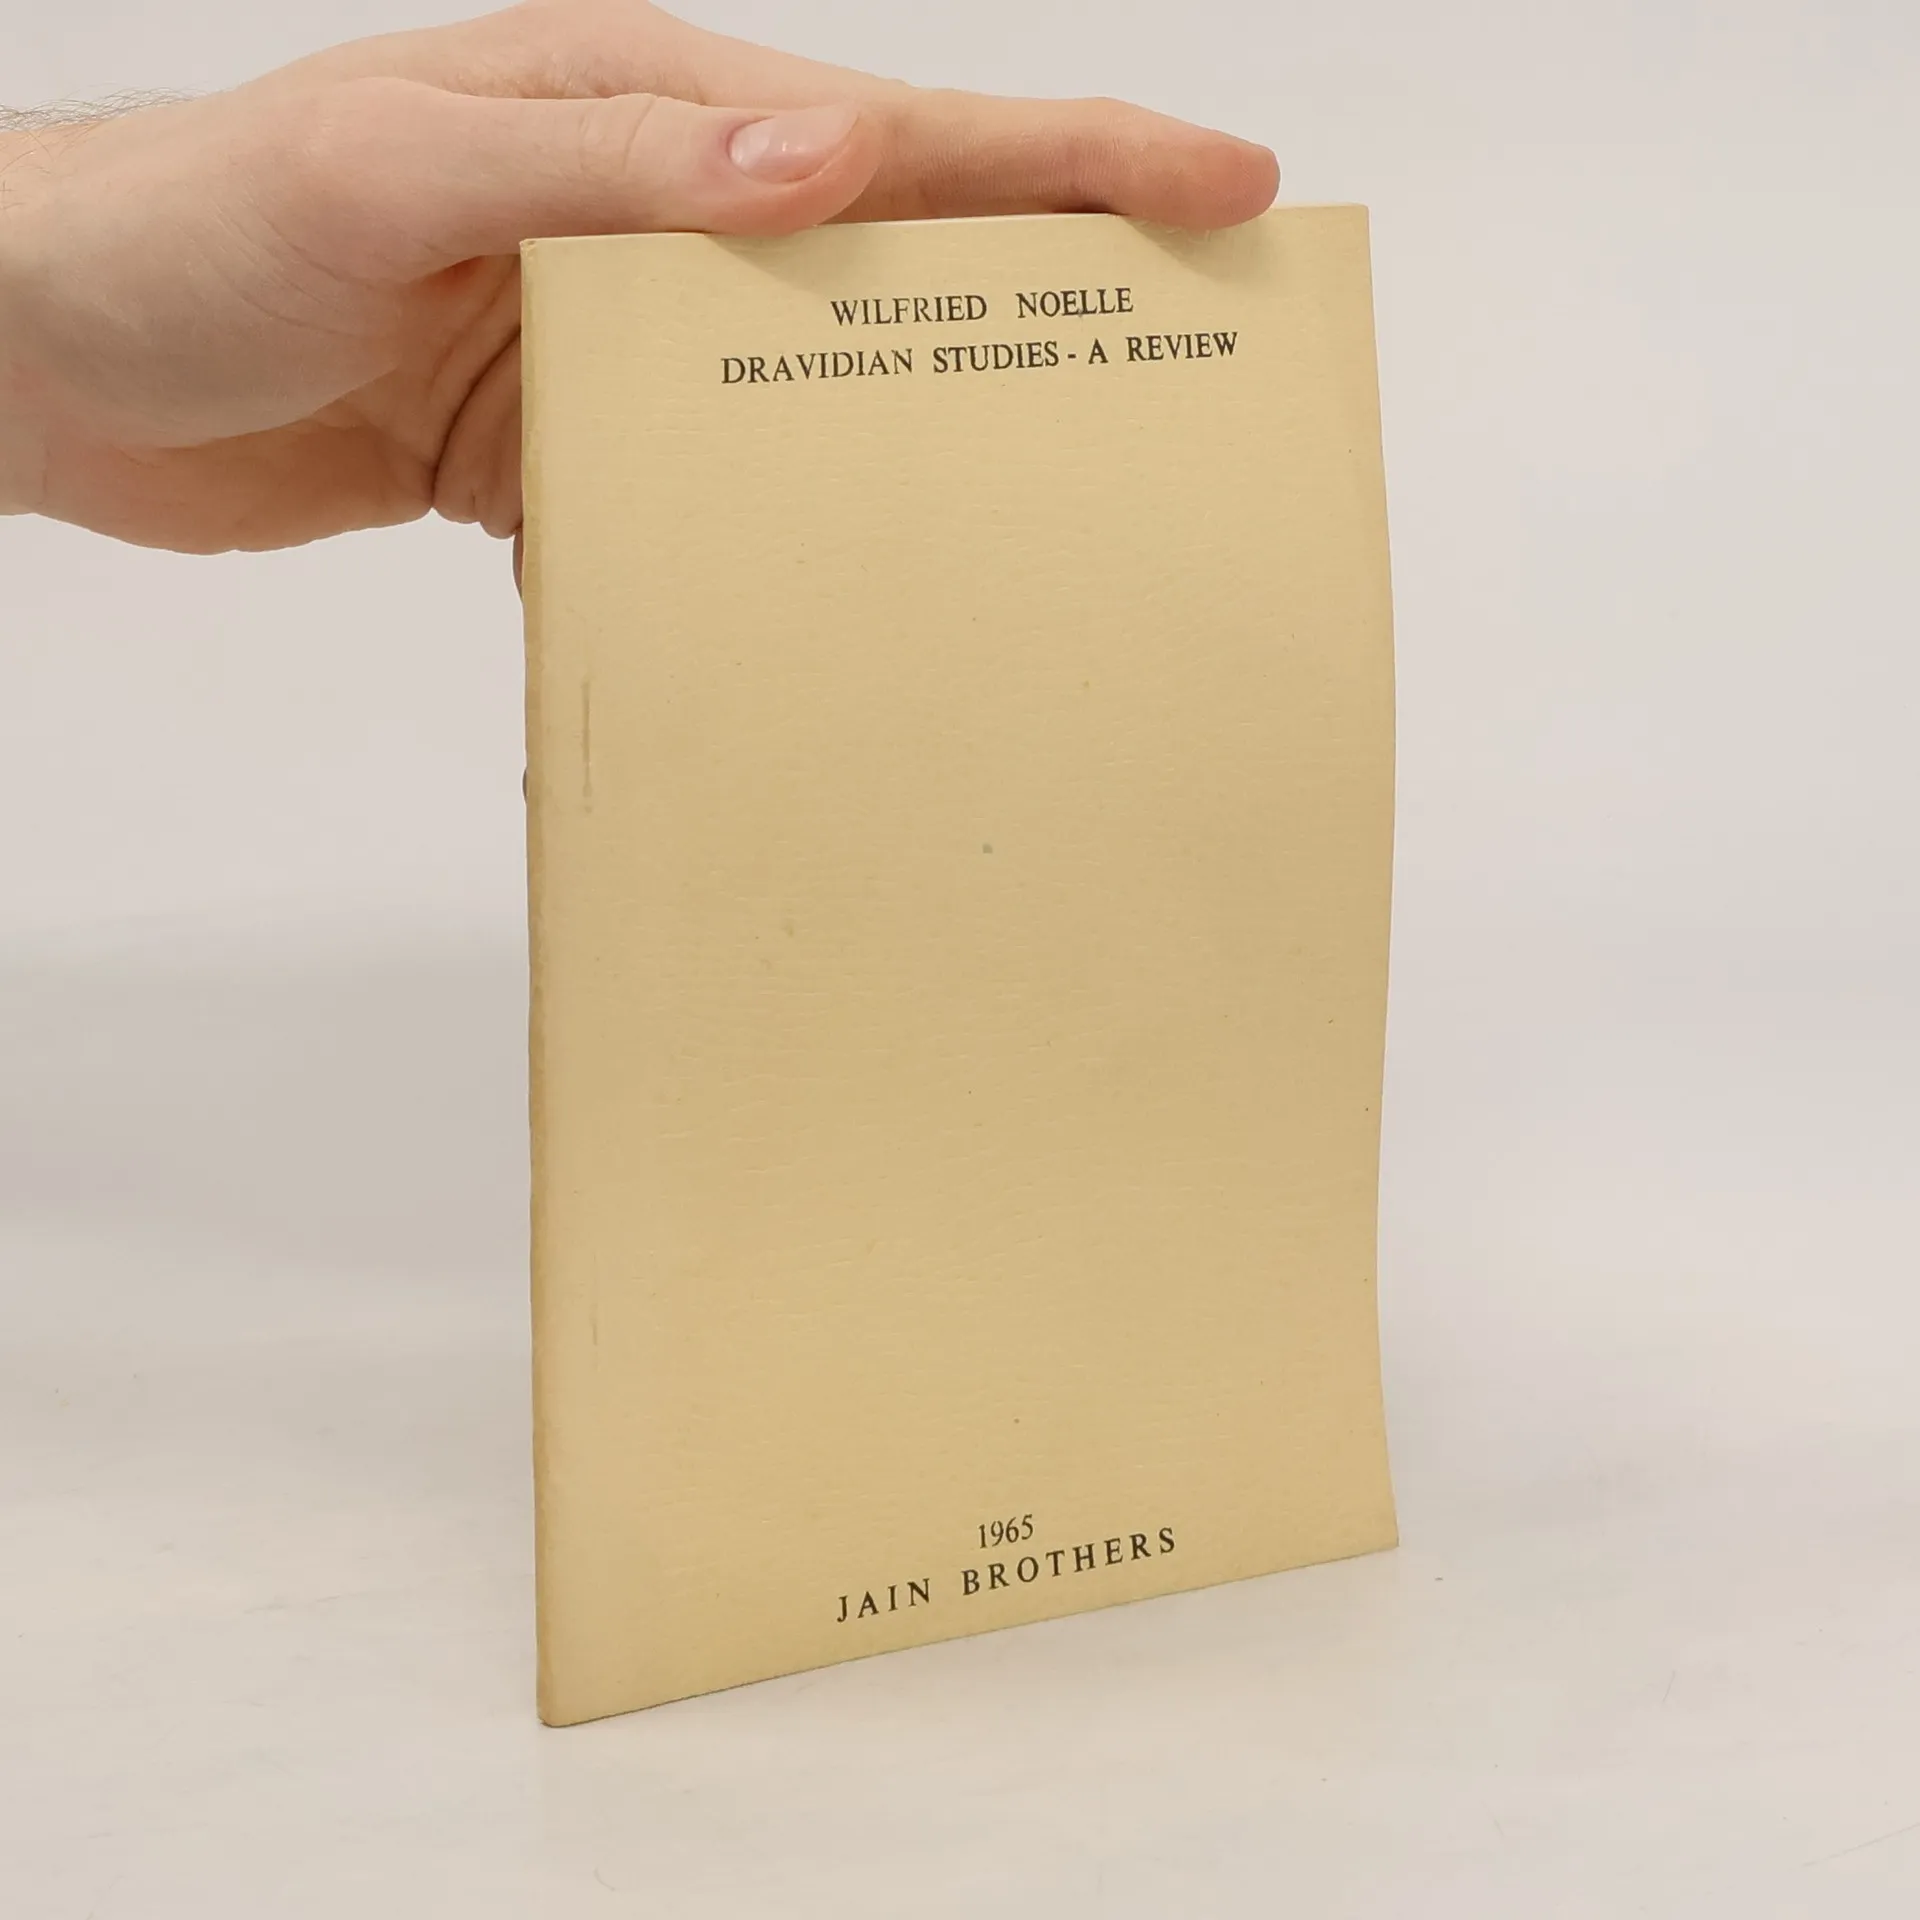 WILFRIED NOELLE
DRAVIDIAN STUDIES - A REVIEW
1965
JAIN BROTHERS